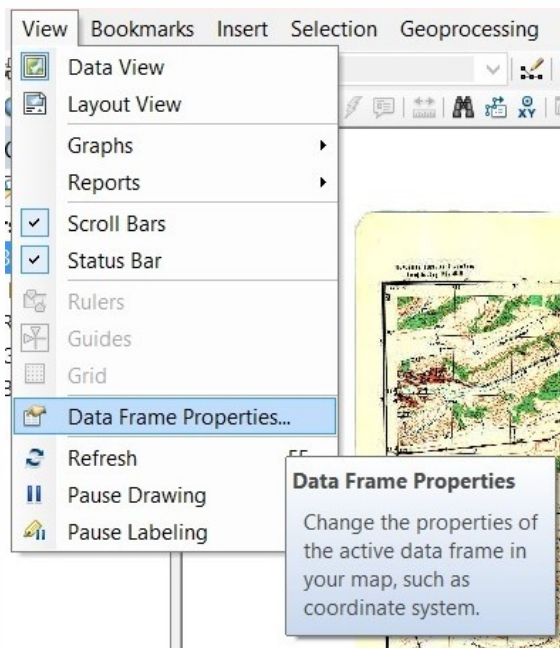 View Bookmarks Insert Selection Geoprocessing
Data View
Layout View
XY
Graphs
Reports
Scroll Bars
Status Bar
Rulers
Guides
Grid
Data Frame Properties...
Refresh
Pause Drawing
Pause Labeling
Data Frame Properties
Change the properties of
the active data frame in
your map, such as
coordinate system.